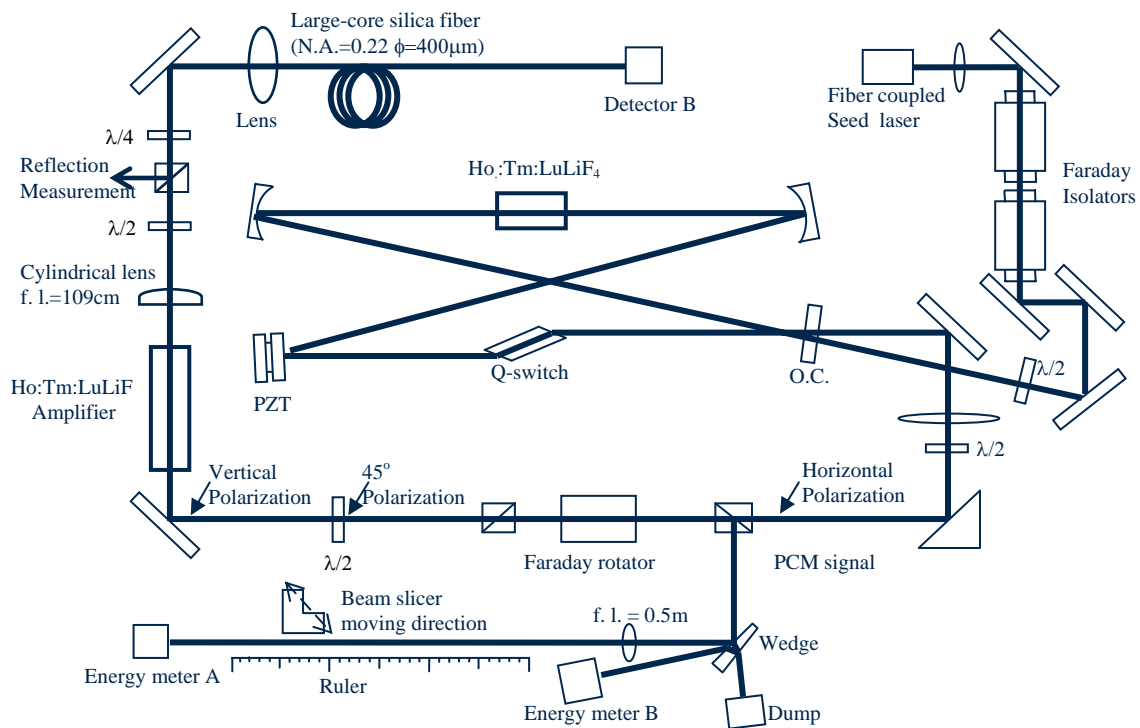 Large-core silica fiber
(N.A.=0.22 ϕ=400µm)
Lens
Detector B
Fiber coupled
Seed laser
λ/4
Reflection
Measurement
λ/2
Ho:Tm:LuLiF4
Faraday
Isolators
Cylindrical lens
f. l.=109cm
Ho:Tm:LuLiF
Amplifier
PZT
Q-switch
O.C.
λ/2
λ/2
Vertical
Polarization
45o
Polarization
Horizontal
Polarization
λ/2
Faraday rotator
PCM signal
Beam slicer
moving direction
f. l. = 0.5m
Wedge
Energy meter A
Ruler
Energy meter B
Dump